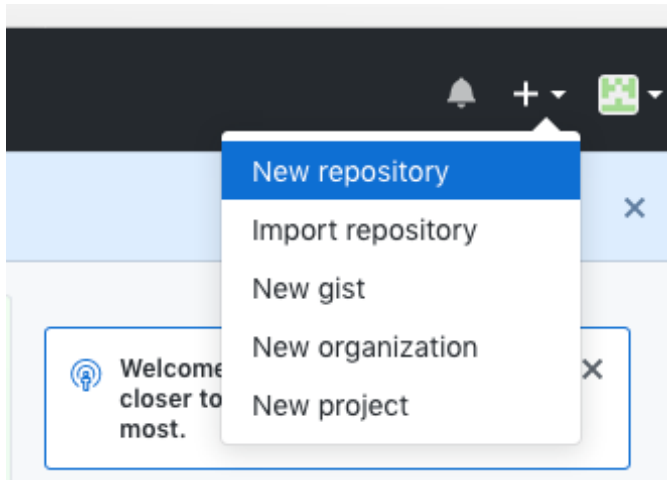 New repository
Import repository
New gist
New organization
New project
Welcome
closer to
most.